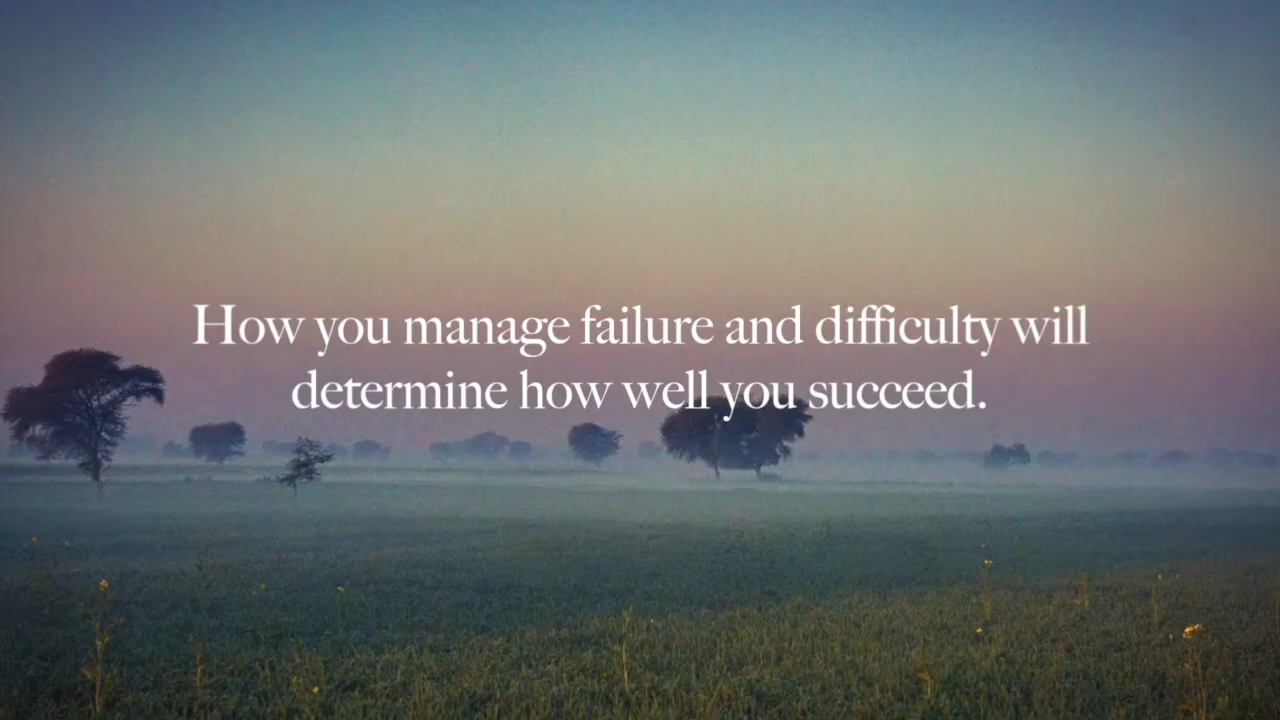 How you manage failure and difficulty will
determine how well you succeed.